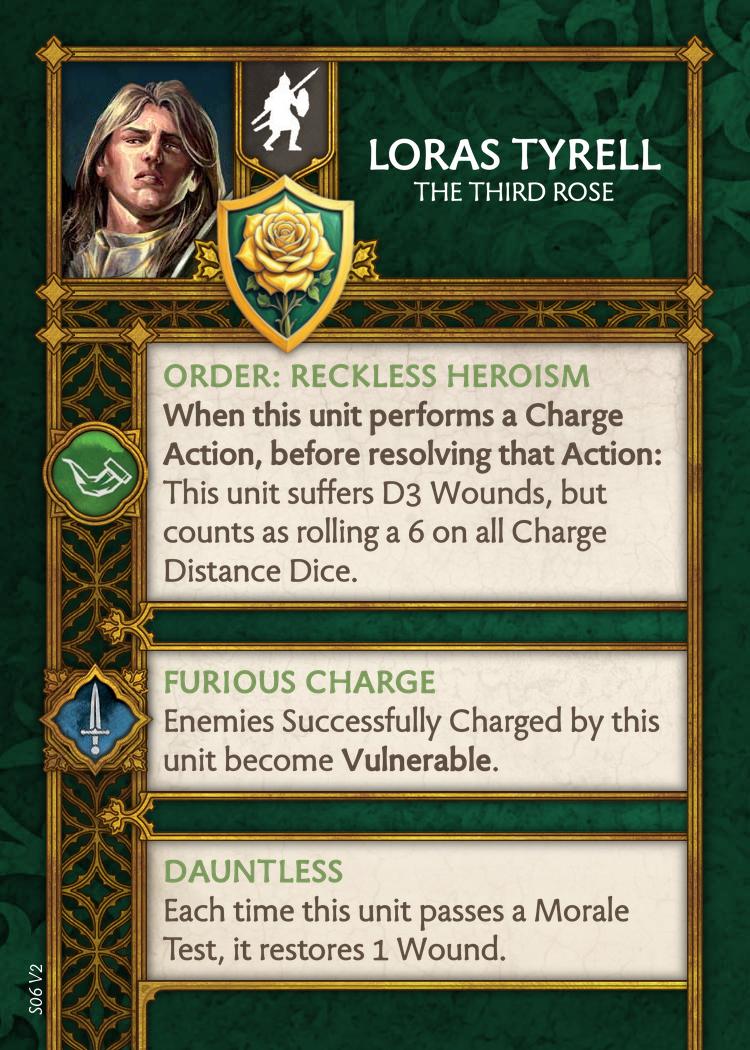 LORAS TYRELL
THE THIRD ROSE
ORDER: RECKLESS HEROISM
When this unit performs a Charge
Action, before resolving that Action:
This unit suffers D3 Wounds, but
counts as rolling a 6 on all Charge
Distance Dice.
FURIOUS CHARGE
Enemies Successfully Charged by this
unit become Vulnerable.
DAUNTLESS
Each time this unit passes a Morale
Test, it restores 1 Wound.
S06 V2